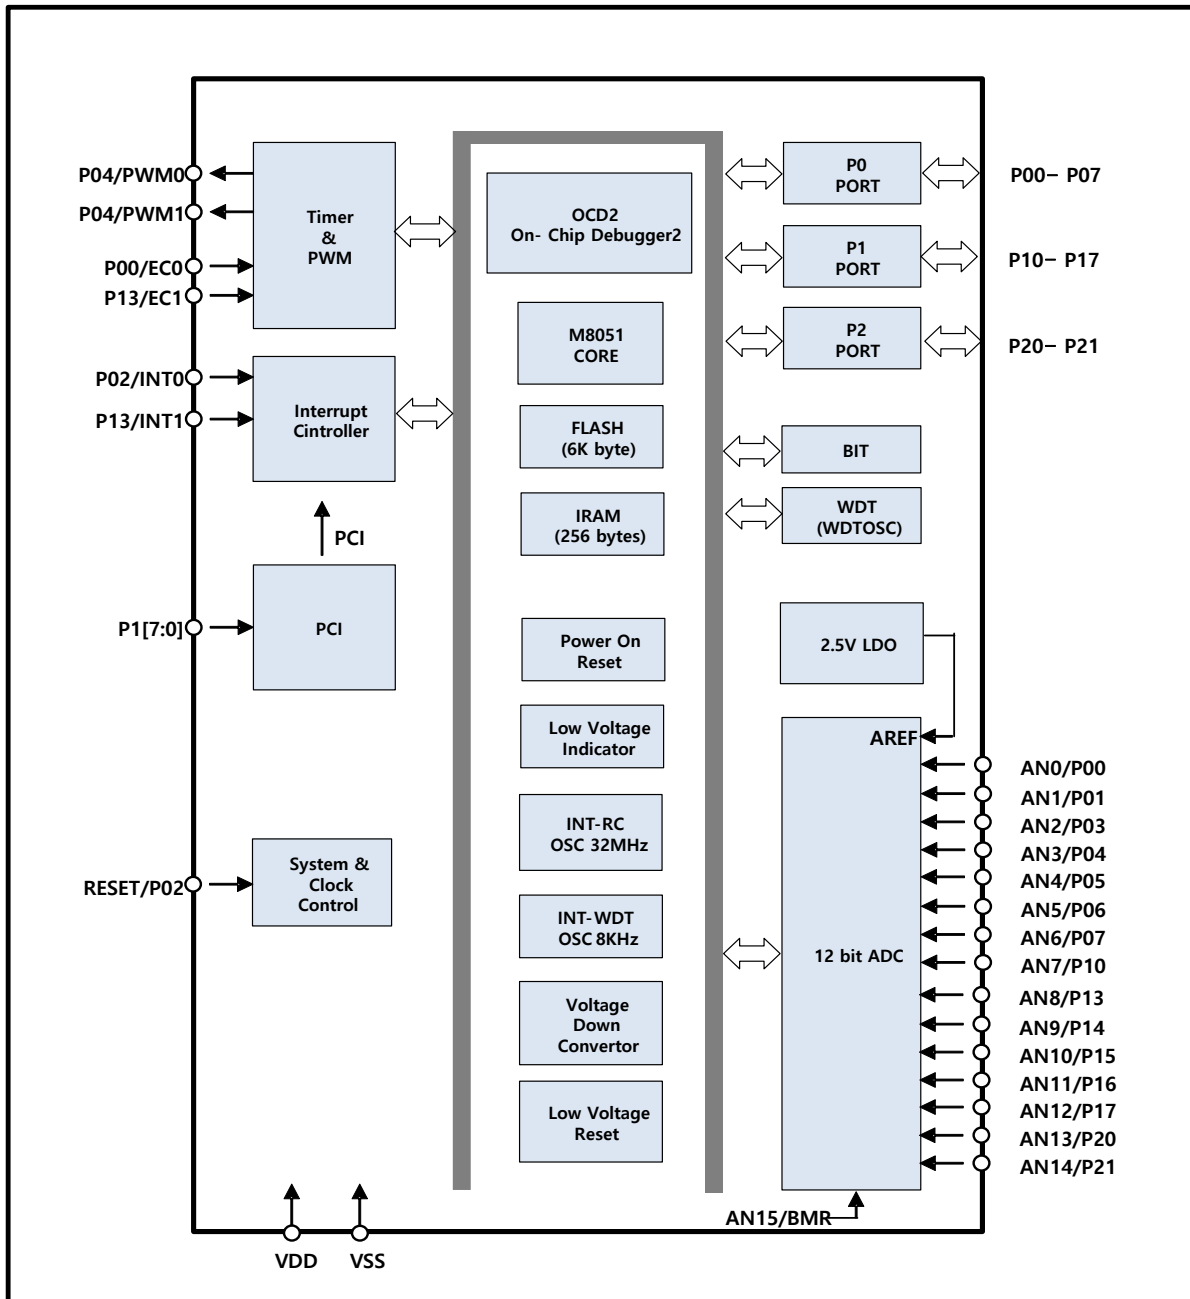 P04/PWM0
P04/PWM1
P00/EC0
P13/EC1
Timer
&
PWM
P02/INT0
P13/INT1
Interrupt
Cintroller
PCI
P1[7:0]
PCI
RESET/P02
System &
Clock
Control
VDD
VSS
OCD2
On- Chip Debugger2
M8051
CORE
FLASH
(6K byte)
IRAM
(256 bytes)
Power On
Reset
Low Voltage
Indicator
INT-RC
OSC 32MHz
INT-WDT
OSC 8KHz
Voltage
Down
Convertor
Low Voltage
Reset
P0
PORT
P00– P07
P1
PORT
P10– P17
P2
PORT
P20– P21
BIT
WDT
(WDTOSC)
2.5V LDO
AREF
12 bit ADC
AN0/P00
AN1/P01
AN2/P03
AN3/P04
AN4/P05
AN5/P06
AN6/P07
AN7/P10
AN8/P13
AN9/P14
AN10/P15
AN11/P16
AN12/P17
AN13/P20
AN14/P21
AN15/BMR